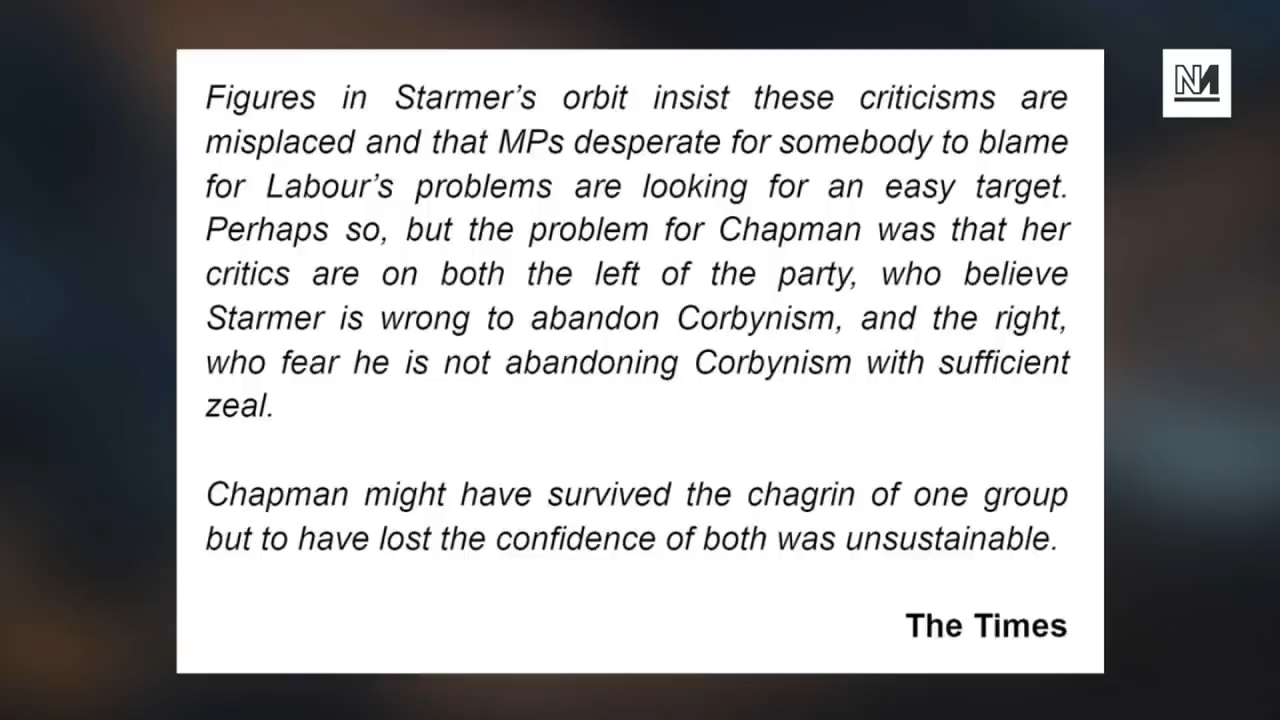 Figures in Starmer's orbit insist these criticisms are
misplaced and that MPs desperate for somebody to blame
for Labour's problems are looking for an easy target.
Perhaps so, but the problem for Chapman was that her
critics are on both the left of the party, who believe
Starmer is wrong to abandon Corbynism, and the right,
who fear he is not abandoning Corbynism with sufficient
zeal.
Chapman might have survived the chagrin of one group
but to have lost the confidence of both was unsustainable.
The Times
NM